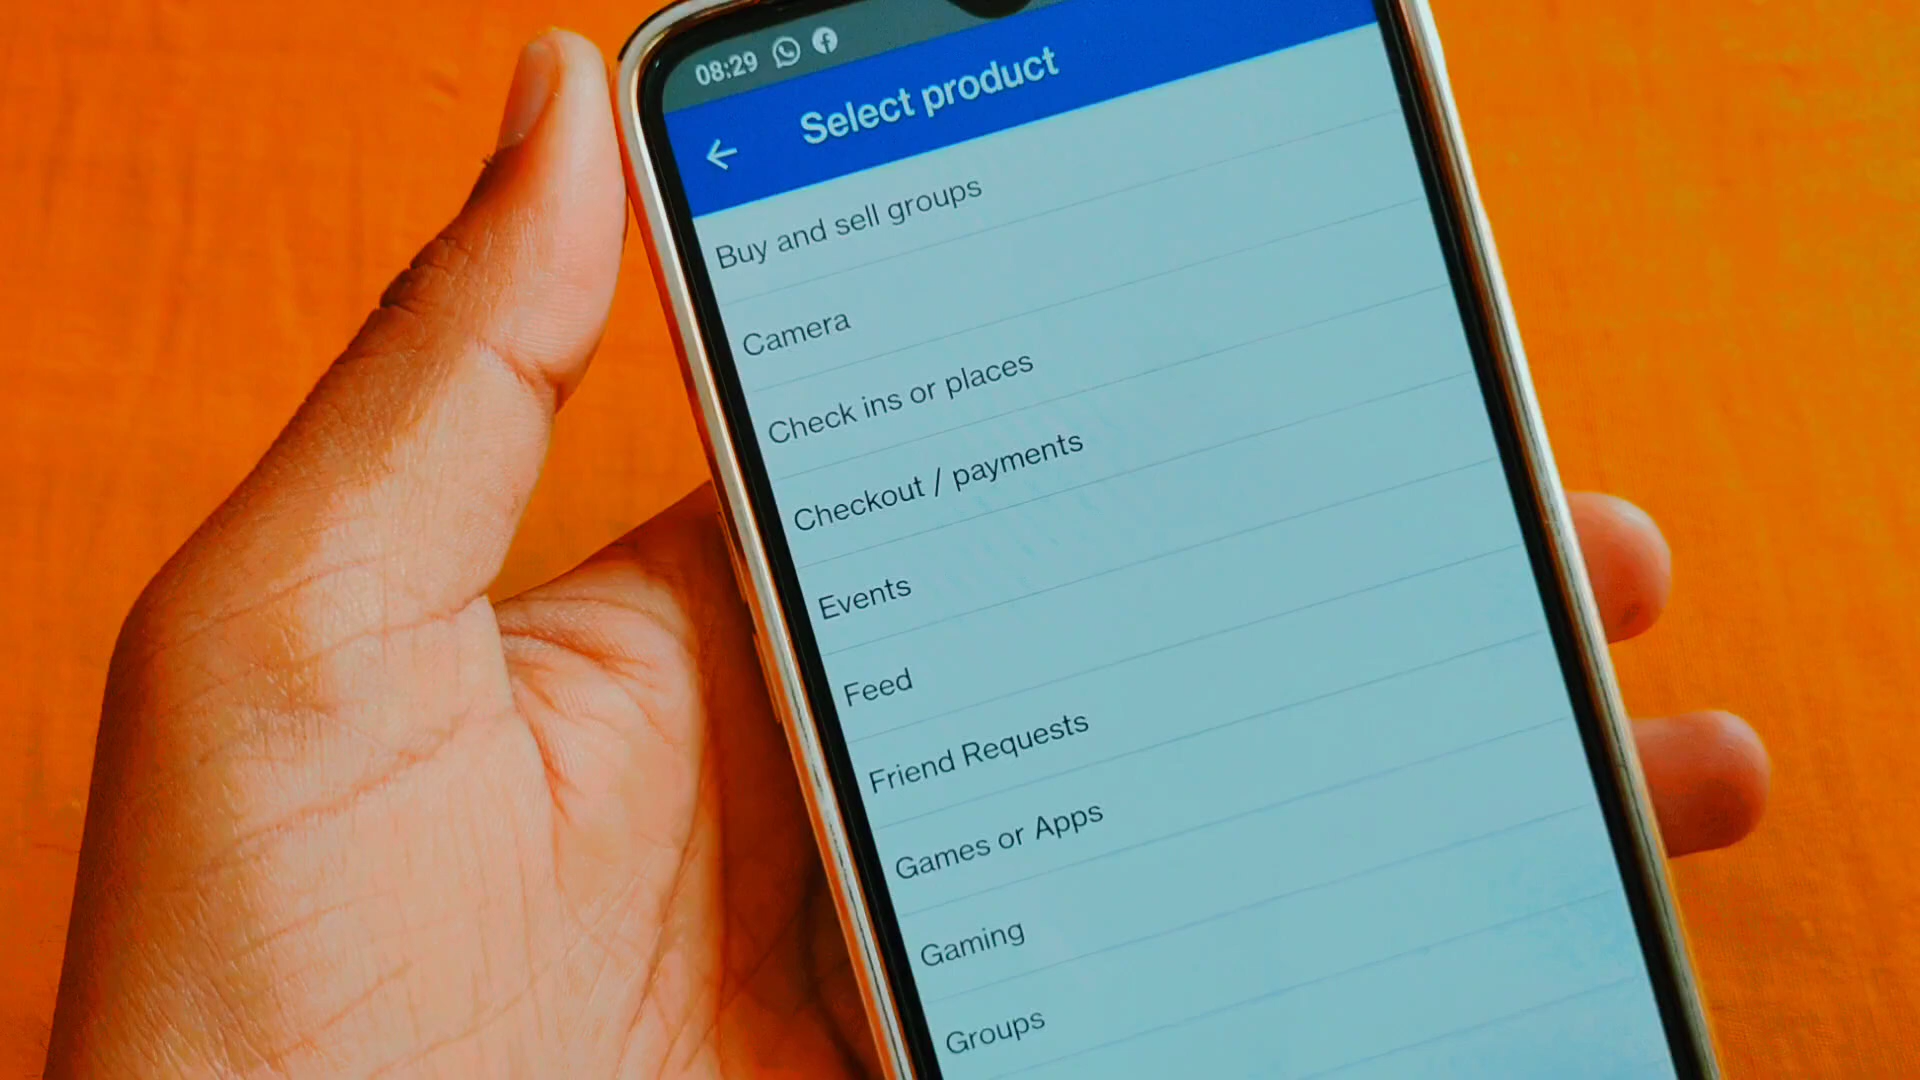 08:29
Select product
Buy and sell groups
Camera
Check ins or places
Checkout / payments
Events
Feed
Friend Requests
Games or Apps
Gaming
Groups